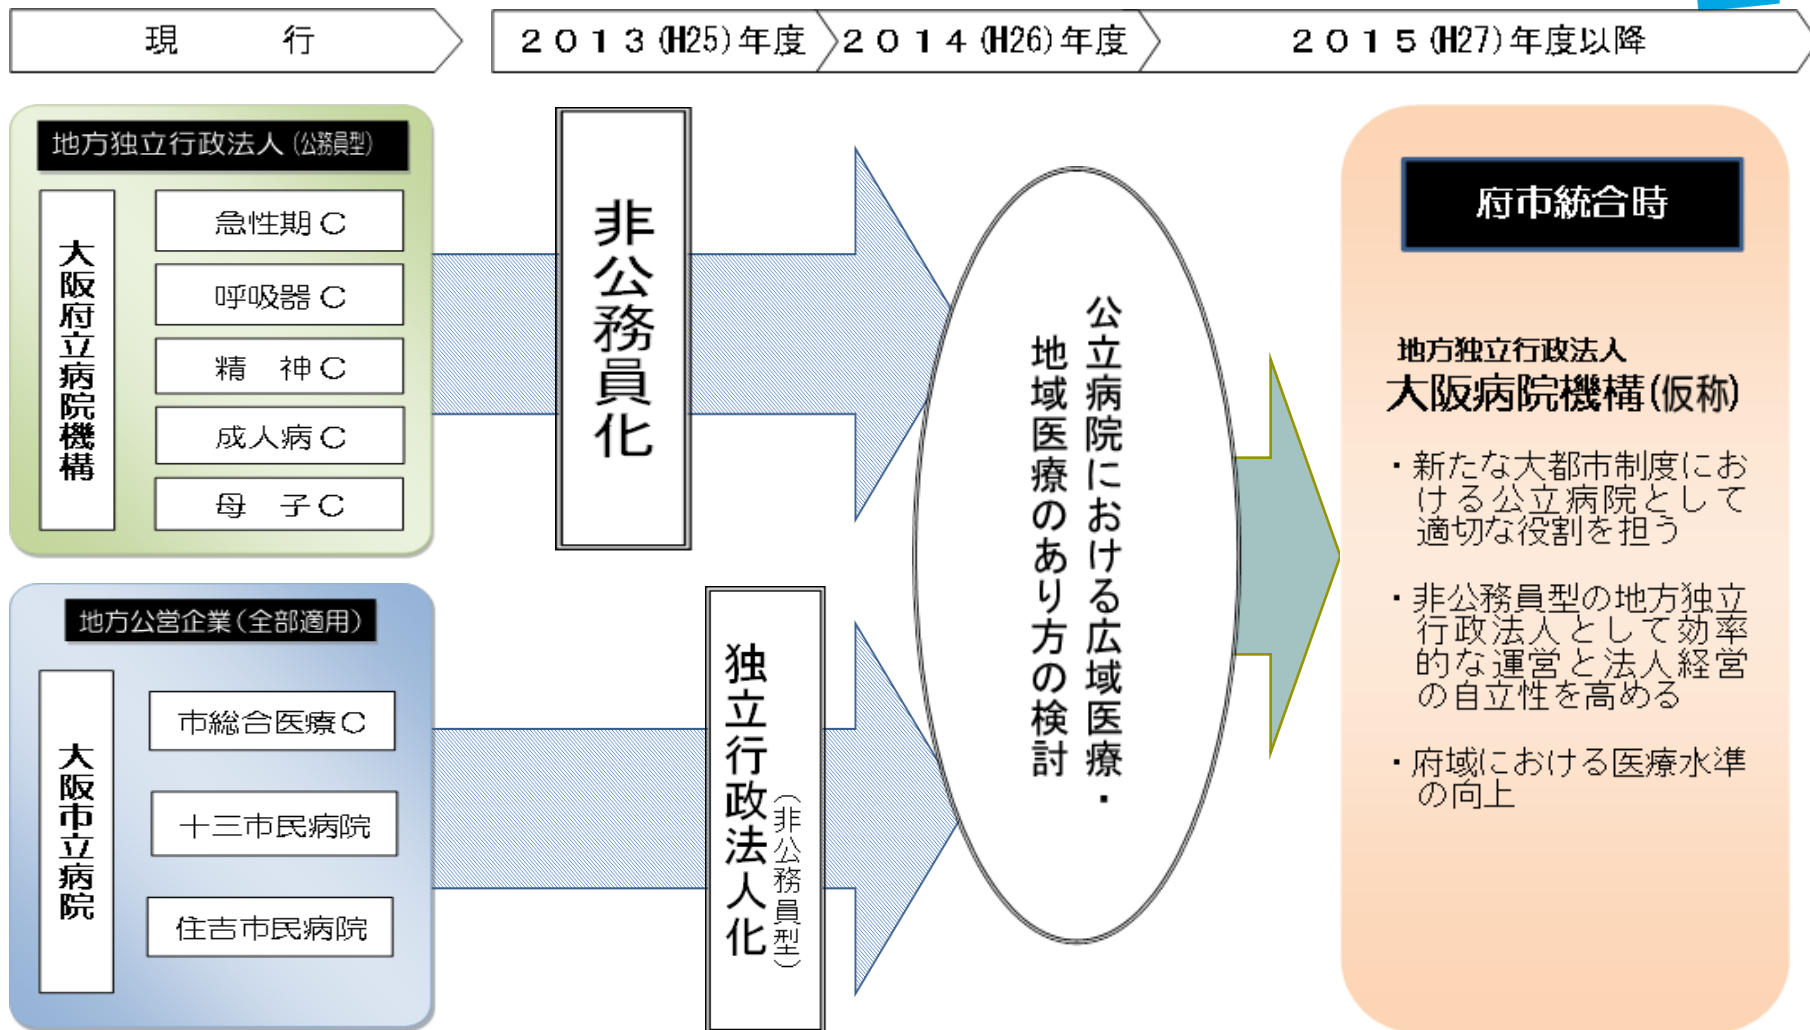 現　　行
２０１３(H25)年度
２０１４(H26)年度
２０１５(H27)年度以降
地方独立行政法人(公務員型)
大阪府立病院機構
急性期Ｃ
呼吸器Ｃ
精　神Ｃ
成人病Ｃ
母　子Ｃ
地方公営企業(全部適用)
大阪市立病院
市総合医療Ｃ
十三市民病院
住吉市民病院
非公務員化
独立行政法人化
（非公務員型）
公立病院における広域医療・
地域医療のあり方の検討
府市統合時
地方独立行政法人
大阪病院機構(仮称)
・新たな大都市制度にお
ける公立病院として
適切な役割を担う
・非公務員型の地方独立
行政法人として効率
的な運営と法人経営
の自立性を高める
・府域における医療水準
の向上